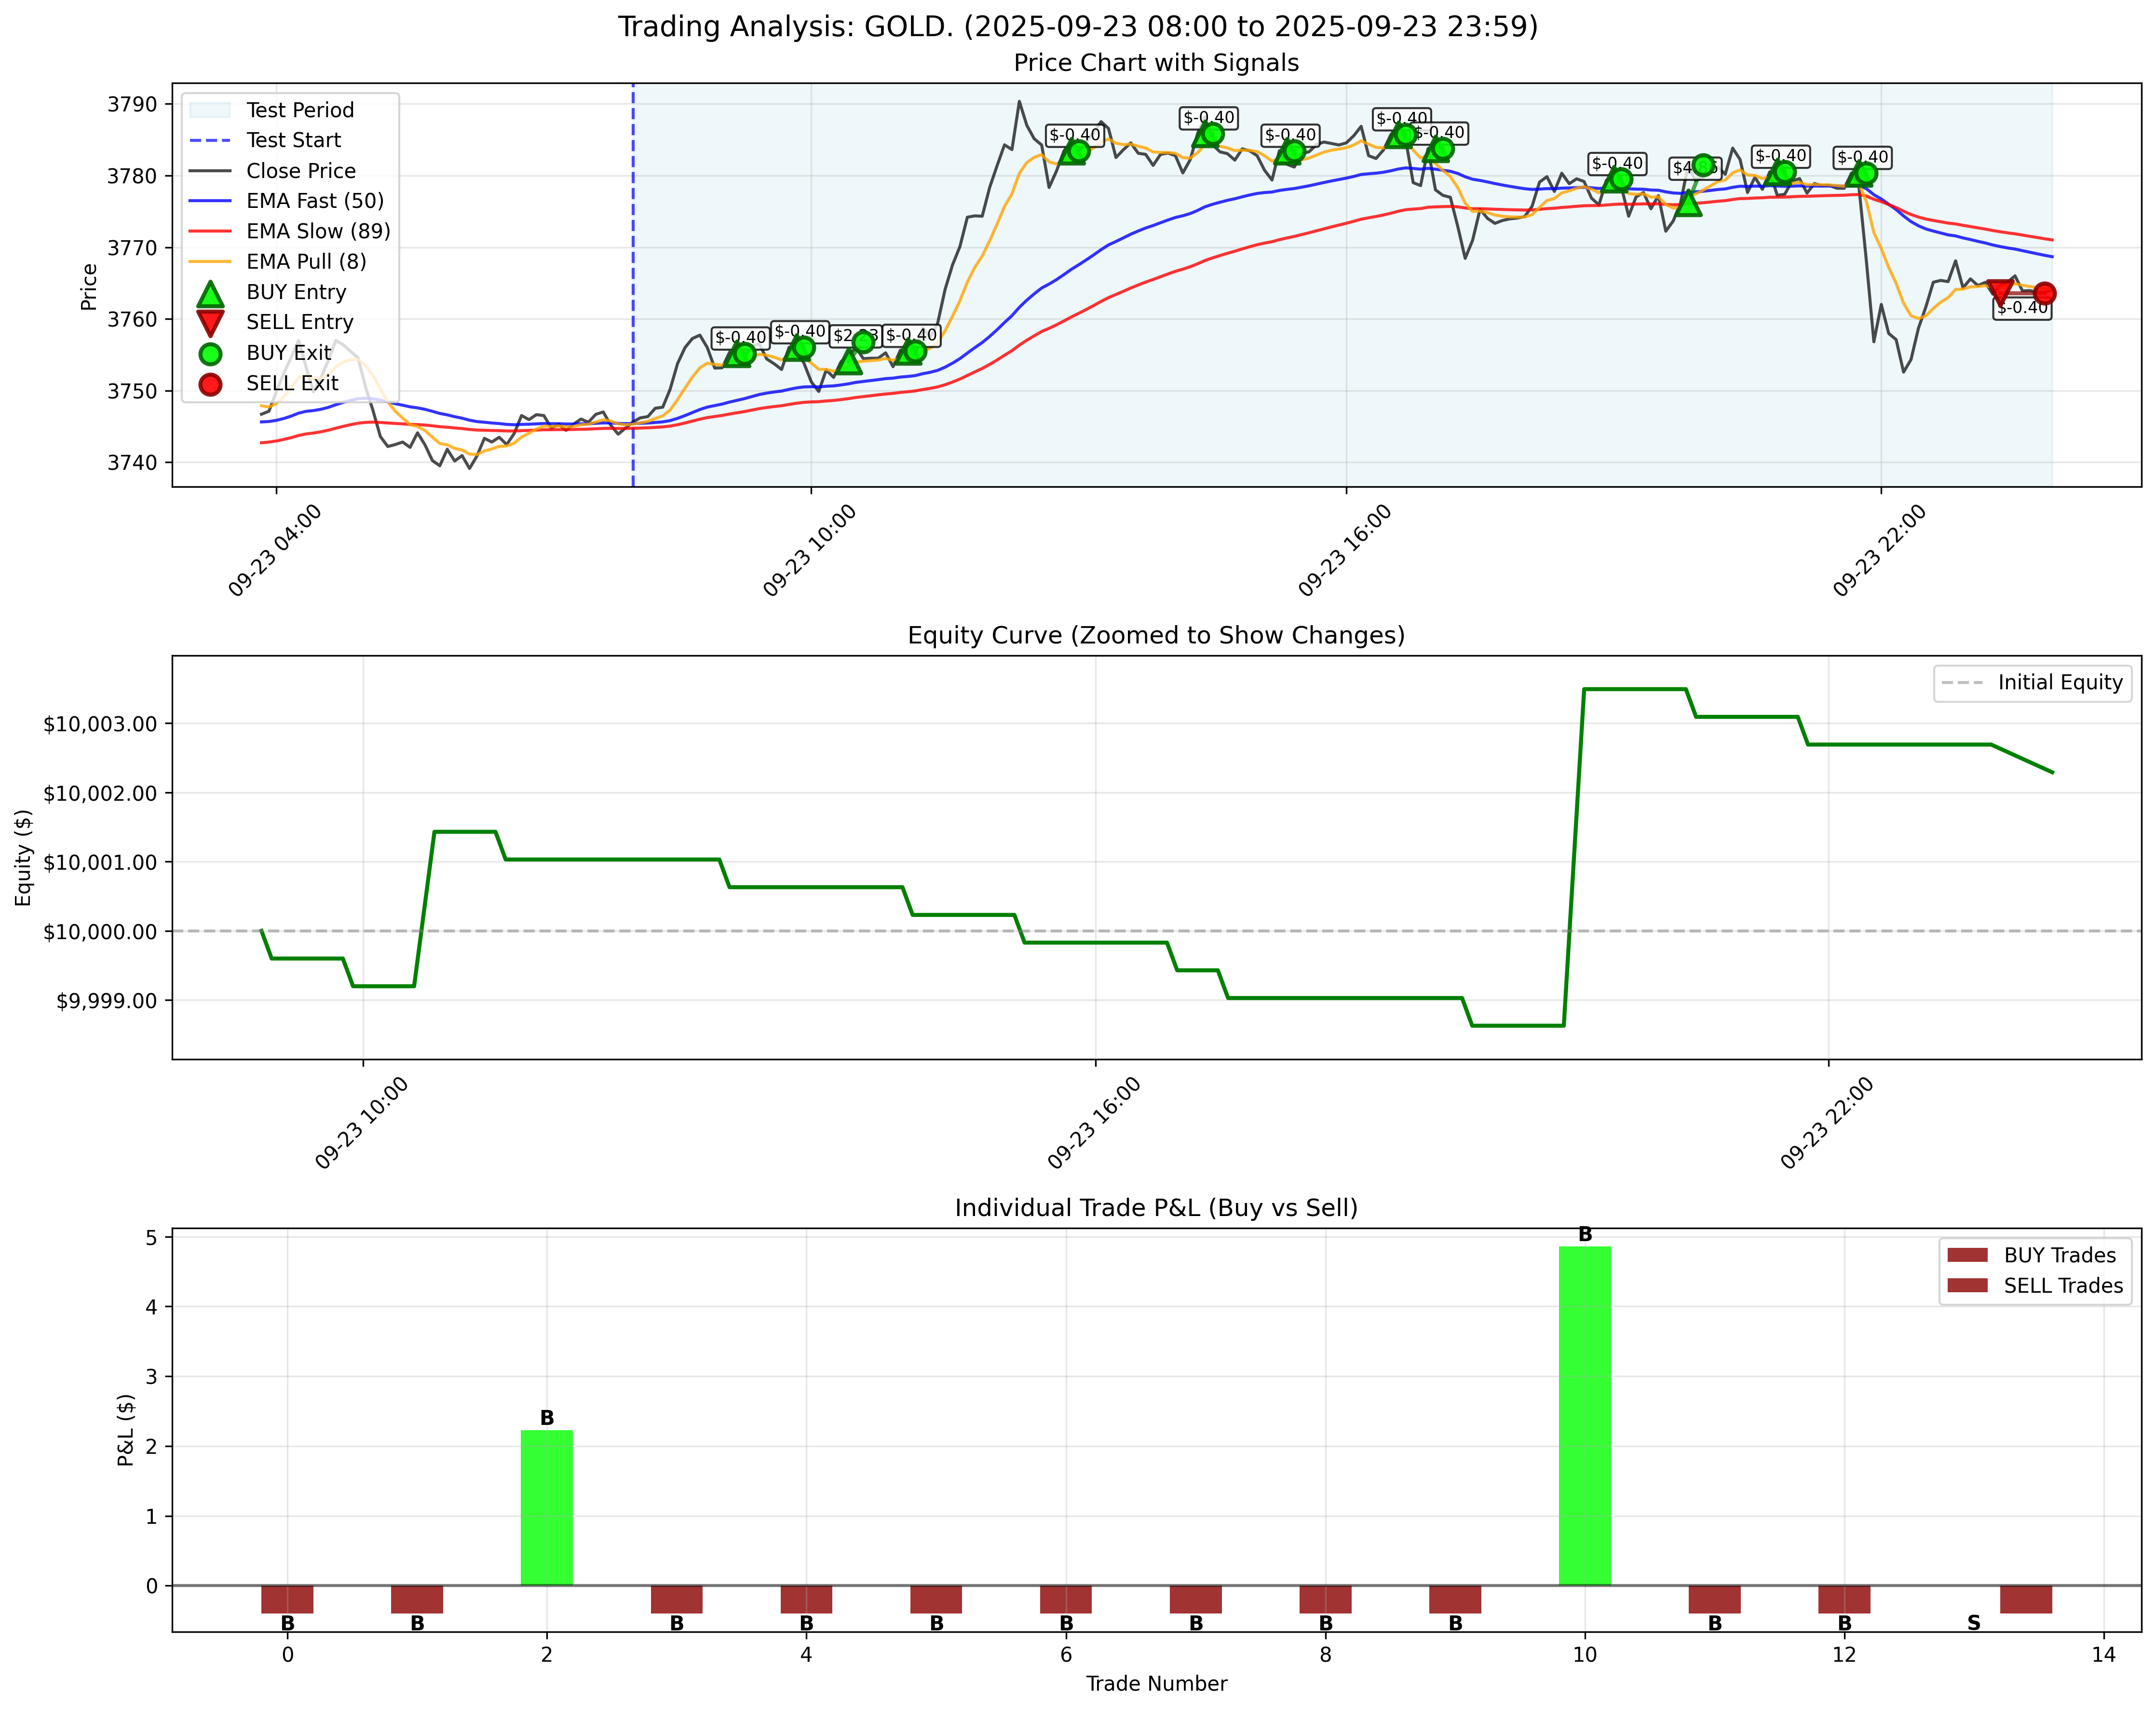 Trading Analysis: GOLD. (2025-09-23 08:00 to 2025-09-23 23:59)
Price Chart with Signals
Price
3790
3780
3770
3760
3750
3740
Test Period
Test Start
Close Price
EMA Fast (50)
EMA Slow (89)
EMA Pull (8)
BUY Entry
SELL Entry
BUY Exit
SELL Exit
$-0.40
$-0.40
$-0.40
$-0.40
$-0.40
$-0.40
$-0.40
$-0.40
$-0.40
$-0.40
$-0.40
$-0.40
09-23 04:00
09-23 10:00
09-23 16:00
09-23 22:00
Equity Curve (Zoomed to Show Changes)
Equity ($)
$10,003.00
$10,002.00
$10,001.00
$10,000.00
$9,999.00
Initial Equity
09-23 10:00
09-23 16:00
09-23 22:00
Individual Trade P&L (Buy vs Sell)
P&L ($)
5
4
3
2
1
0
BUY Trades
SELL Trades
B
B
B
B
B
B
B
B
B
B
B
B
B
S
0
2
4
6
8
10
12
14
Trade Number